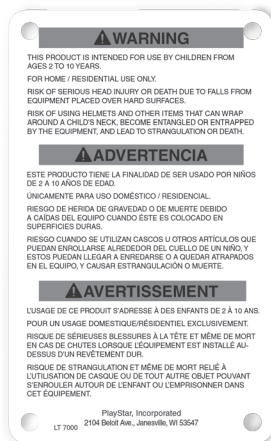 WARNING
THIS PRODUCT IS INTENDED FOR USE BY CHILDREN FROM
AGES 2 TO 10 YEARS.
FOR HOME / RESIDENTIAL USE ONLY.
RISK OF SERIOUS HEAD INJURY OR DEATH DUE TO FALLS FROM
EQUIPMENT PLACED OVER HARD SURFACES.
RISK OF USING HELMETS AND OTHER ITEMS THAT CAN WRAP
AROUND A CHILD'S NECK, BECOME ENTANGLED OR ENTRAPPED
BY THE EQUIPMENT, AND LEAD TO STRANGULATION OR DEATH.
ADVERTENCIA
ESTE PRODUCTO TIENE LA FINALIDAD DE SER USADO POR NIÑOS
DE 2 A 10 AÑOS DE EDAD.
ÚNICAMENTE PARA USO DOMÉSTICO / RESIDENCIAL.
RIESGO DE HERIDA DE GRAVEDAD O DE MUERTE DEBIDO
A CAÍDAS DEL EQUIPO CUANDO ÉSTE ES COLOCADO EN
SUPERFICIES DURAS.
RIESGO CUANDO SE UTILIZAN CASCOS U OTROS ARTÍCULOS QUE
PUEDAN ENROLLARSE ALREDEDOR DEL CUELLO DE UN NIÑO, Y
ESTOS PUEDAN LLEGAR A ENREDARSE O A QUEDAR ATRAPADOS
EN EL EQUIPO, Y CAUSAR ESTRANGULACIÓN O MUERTE.
AVERTISSEMENT
L'USAGE DE CE PRODUIT S'ADRESSE À DES ENFANTS DE 2 À 10 ANS.
POUR UN USAGE DOMESTIQUE/RÉSIDENTIEL EXCLUSIVEMENT.
RISQUE DE SÉRIEUSES BLESSURES À LA TÊTE ET MÊME DE MORT
EN CAS DE CHUTES LORSQUE L'ÉQUIPEMENT EST INSTALLÉ AU-
DESSUS D'UN REVÊTEMENT DUR.
RISQUE DE STRANGULATION ET MÊME DE MORT RELIÉ À
L'UTILISATION DE CASQUE OU DE TOUT AUTRE OBJET POUVANT
S'ENROULER AUTOUR DE L'ENFANT OU L'EMPRISONNER DANS
CET ÉQUIPEMENT.
PlayStar, Incorporated
LT 7000 2104 Beloit Ave., Janesville, WI 53547